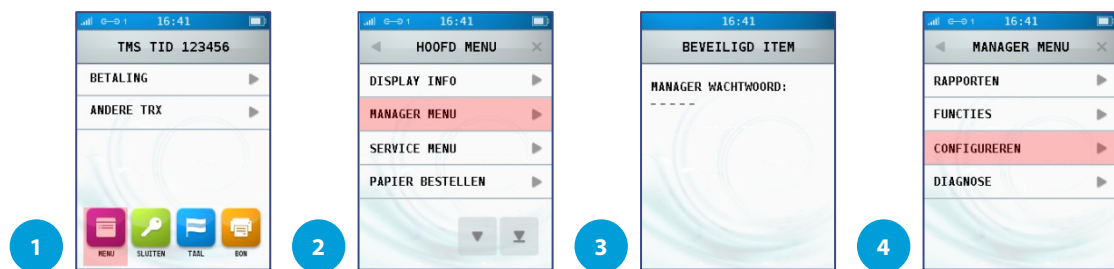 16:41
TMS TID 123456
BETALING
ANDERE TRX
MENU SLUITEN TAAL BON
1
16:41
HOOFD MENU
DISPLAY INFO
MANAGER MENU
SERVICE MENU
PAPIER BESTELLEN
2
16:41
BEVEILIGD ITEM
MANAGER WACHTWOORD:
-----
3
16:41
MANAGER MENU
RAPPORTEN
FUNCTIES
CONFIGUREREN
DIAGNOSE
4